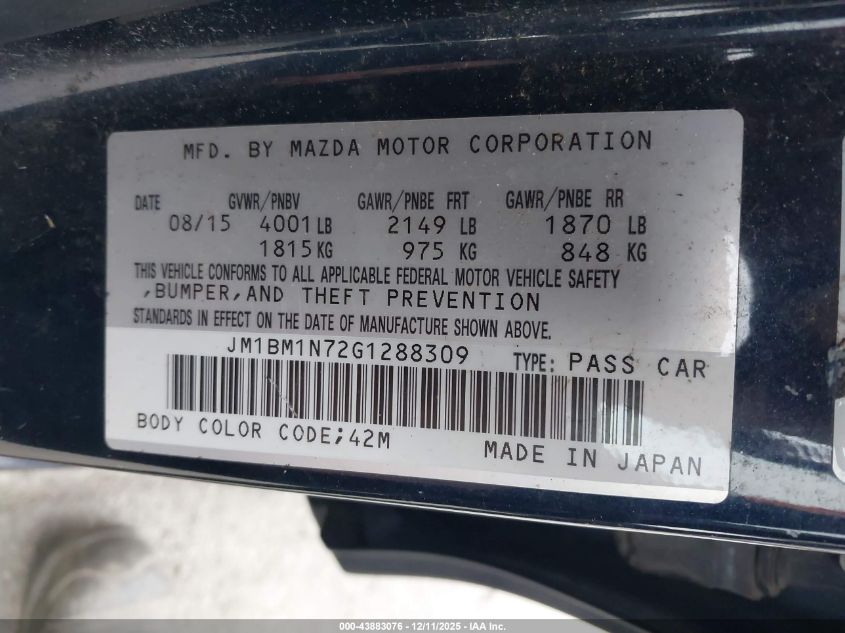 MFD. BY MAZDA MOTOR CORPORATION
DATE GVWR/PNBV GAWR/PNBE FRT GAWR/PNBE RR
08/15 4001 LB 2149 LB 1870 LB
1815 KG 975 KG 848 KG
THIS VEHICLE CONFORMS TO ALL APPLICABLE FEDERAL MOTOR VEHICLE SAFETY
,BUMPER,AND THEFT PREVENTION
STANDARDS IN EFFECT ON THE DATE OF MANUFACTURE SHOWN ABOVE.
JM1BM1N72G1288309 TYPE: PASS CAR
BODY COLOR CODE;42M
MADE IN JAPAN
000-43883076 - 12/11/2025 - IAA Inc.